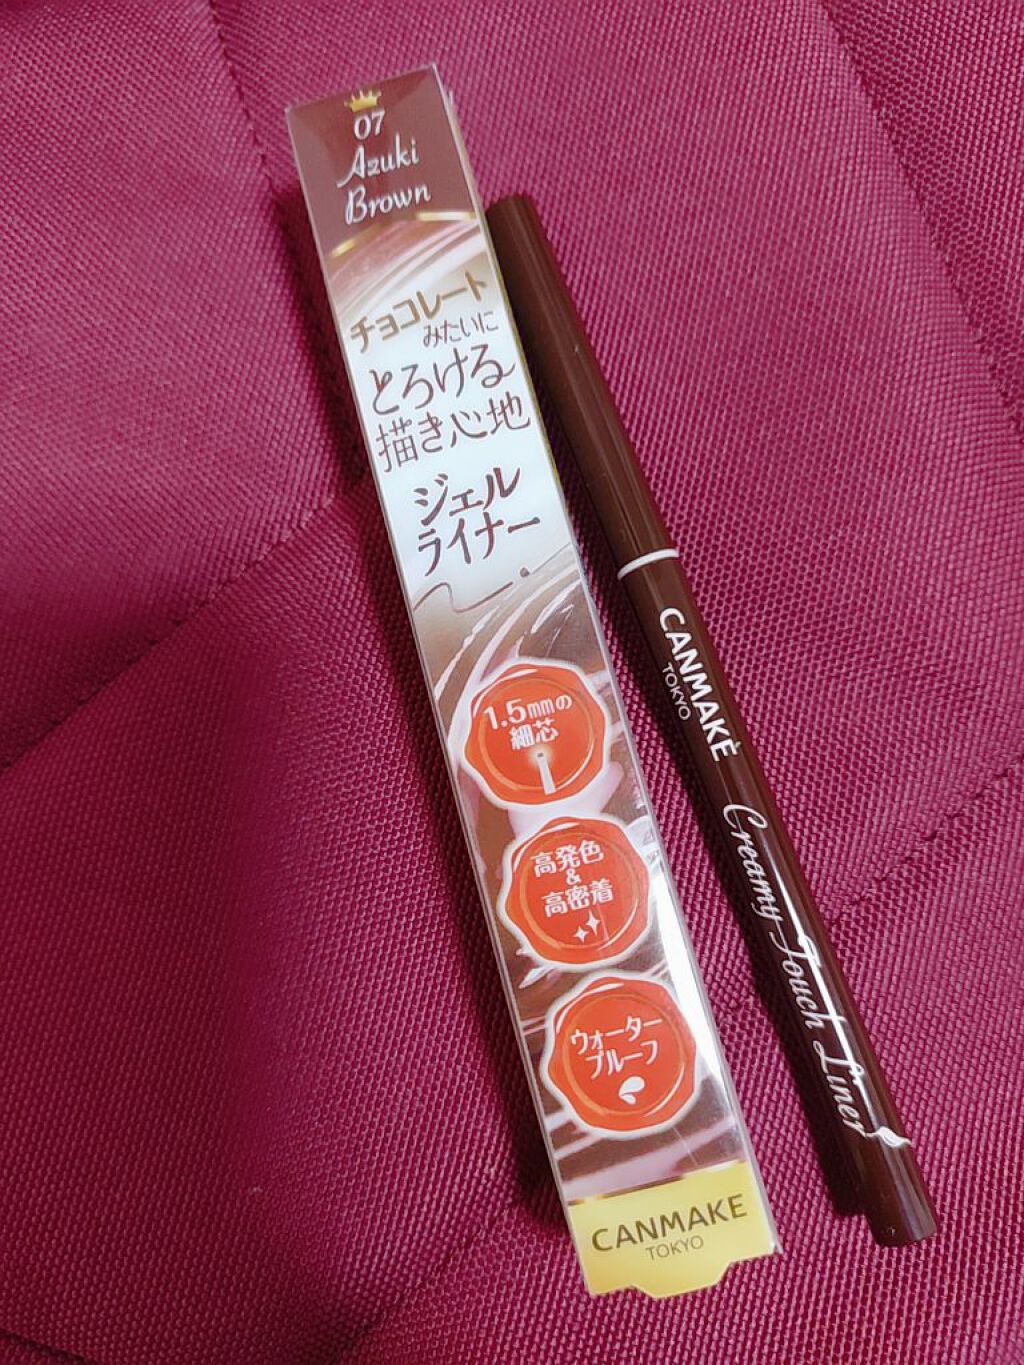 07
Azuki
Brown
チョコレート
みたいに
とろける
描き心地
ジェル
ライナー
1.5mmの
細芯
高発色
&
高密着
ウォーター
プルーフ
CANMAKE
TOKYO
CANMAKE
TOKYO
Creamy Touch Liner